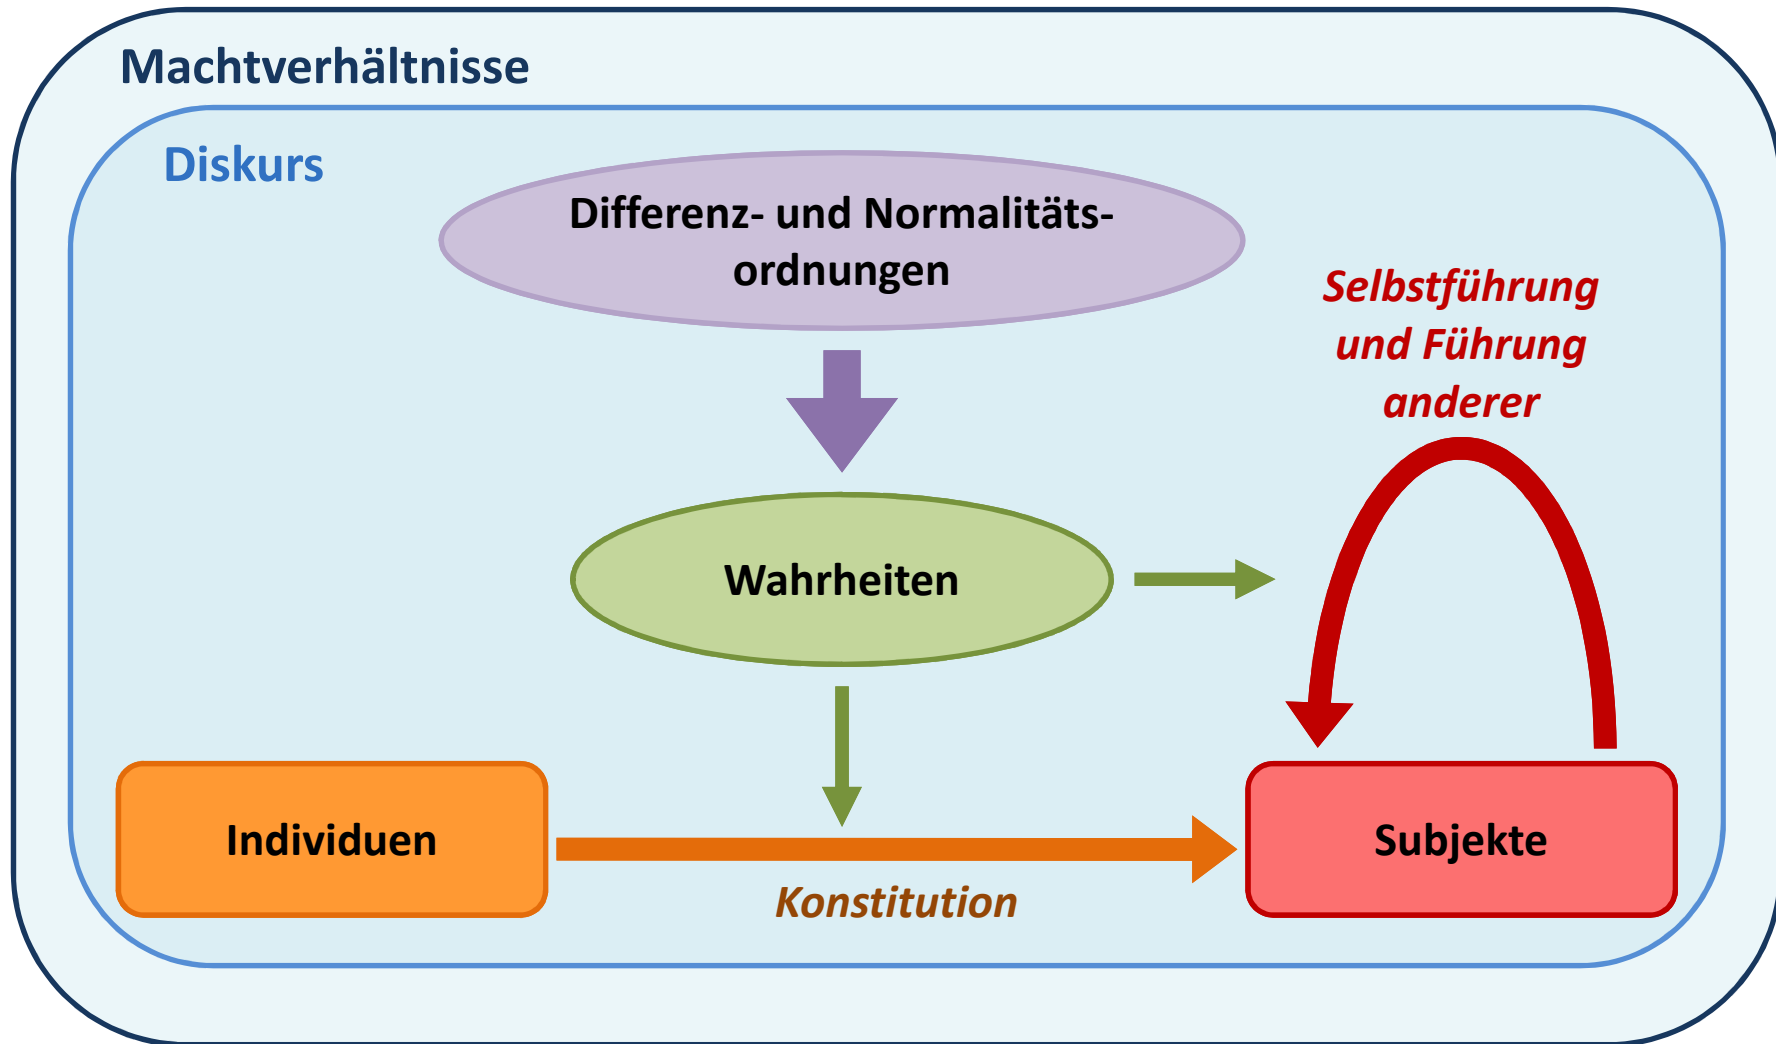 Machtverhältnisse
Diskurs
Differenz- und Normalitäts-
ordnungen
Selbstführung
und Führung
anderer
Wahrheiten
Individuen
Konstitution
Subjekte